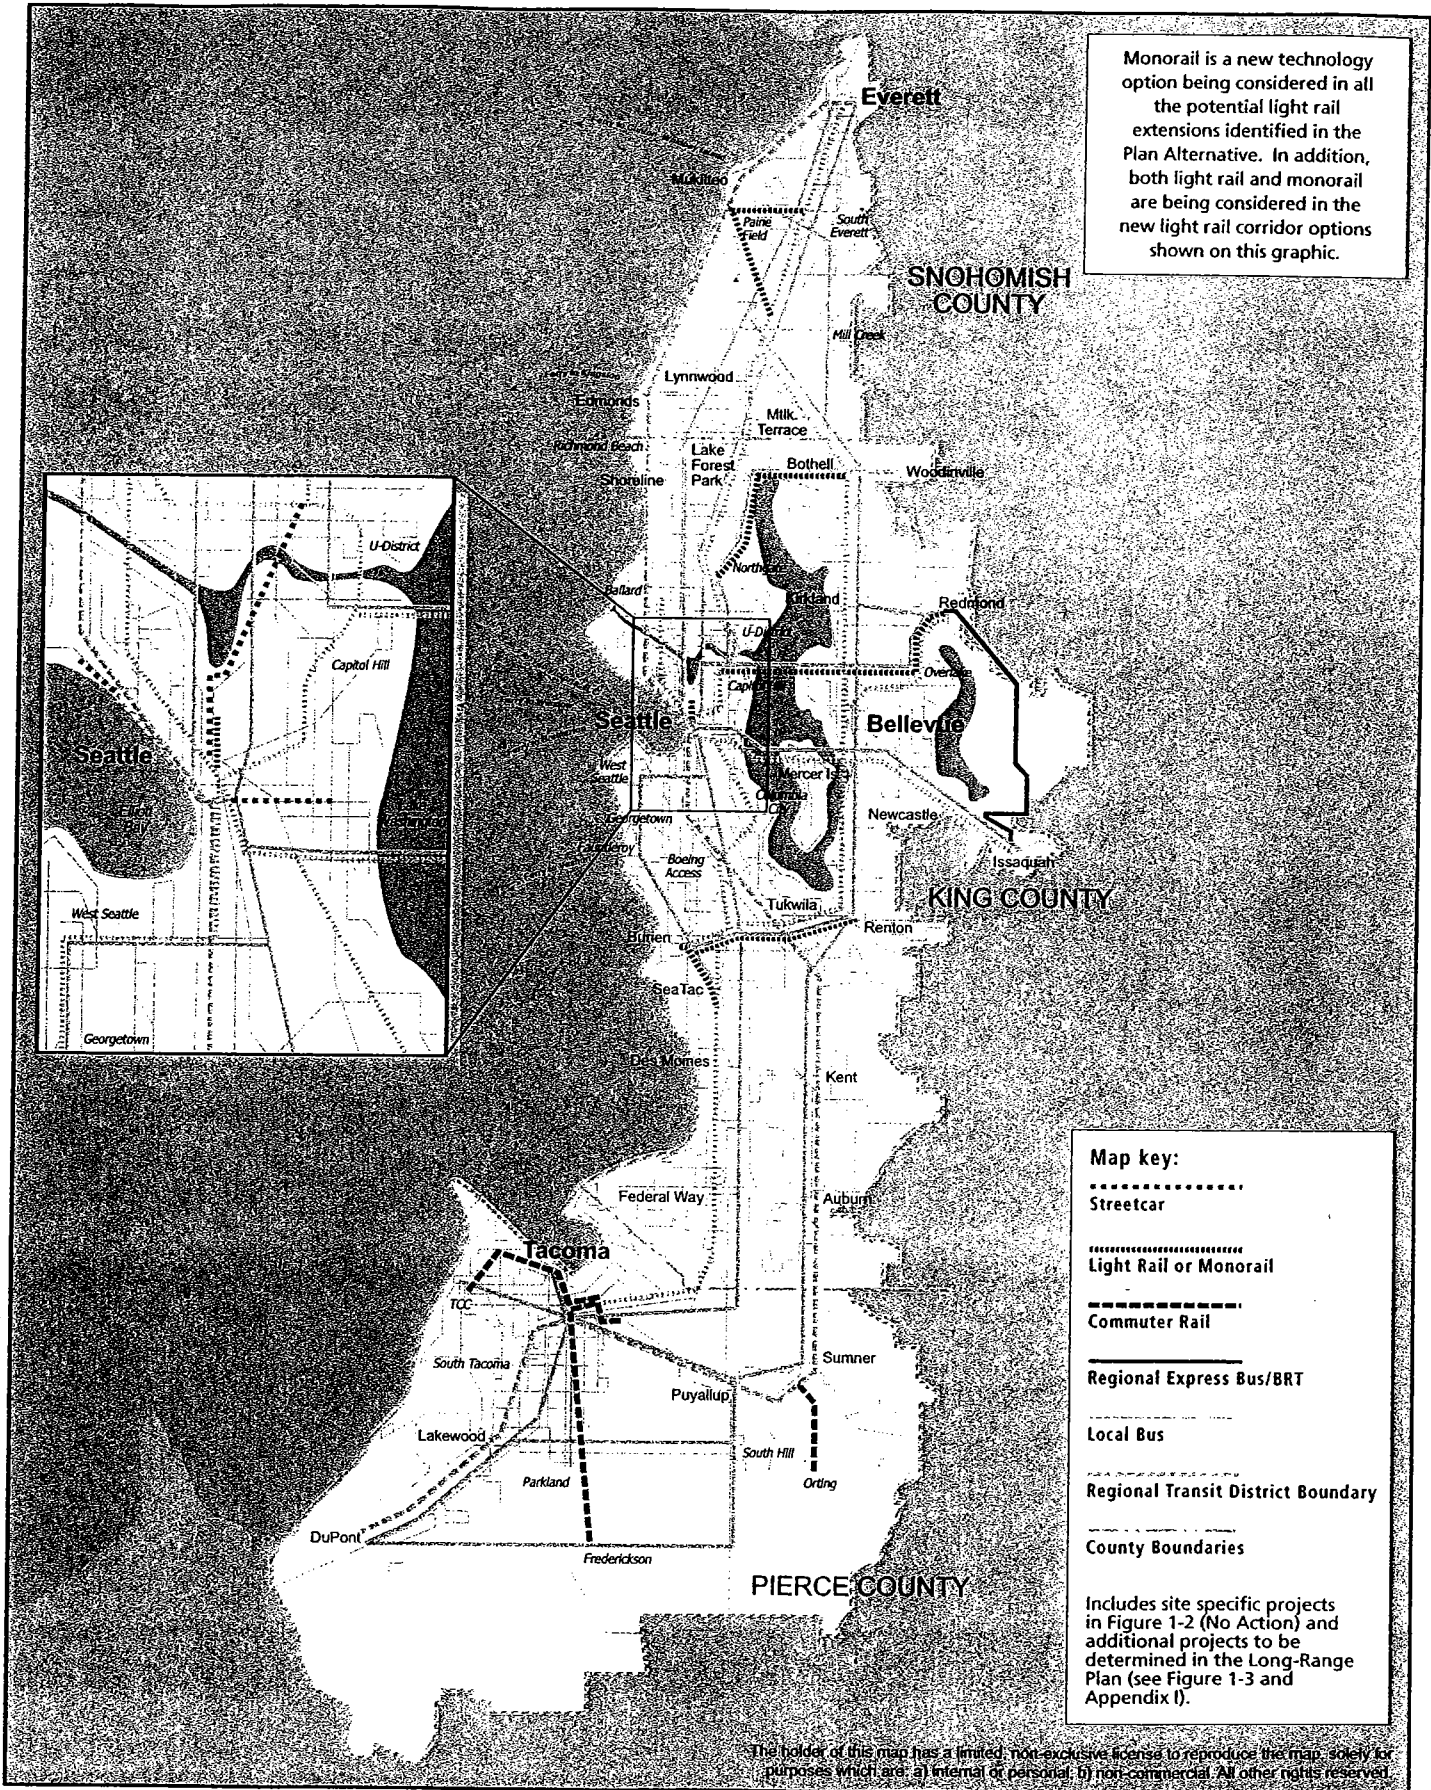 Monorail is a new technology
option being considered in all
the potential light rail
extensions identified in the
Plan Alternative. In addition,
both light rail and monorail
are being considered in the
new light rail corridor options
shown on this graphic.
Everett
Mukilteo
Paine
Field
South
Everett
SNOHOMISH
COUNTY
Mill Creek
Lynnwood
Edmonds
Mtlk.
Terrace
Richmond Beach
Lake
Forest
Park
Bothell
Woodinville
Shoreline
Northgate
Ballard
Kirkland
Redmond
U-District
Overlake
Capitol Hill
Seattle
Bellevue
West
Seattle
Mercer Is.
Columbia
City
Newcastle
Georgetown
Fauntleroy
Boeing
Access
Issaquah
KING COUNTY
Tukwila
Renton
Burien
SeaTac
Des Moines
Kent
Federal Way
Auburn
Tacoma
TCC
South Tacoma
Sumner
Puyallup
Lakewood
South Hill
Parkland
Orting
DuPont
Frederickson
PIERCE COUNTY
U-District
Capitol Hill
Seattle
Elliott
Bay
Washington
West Seattle
Georgetown
Map key:
Streetcar
Light Rail or Monorail
Commuter Rail
Regional Express Bus/BRT
Local Bus
Regional Transit District Boundary
County Boundaries
Includes site specific projects
in Figure 1-2 (No Action) and
additional projects to be
determined in the Long-Range
Plan (see Figure 1-3 and
Appendix I).
The holder of this map has a limited, non-exclusive license to reproduce the map, solely for
purposes which are: a) internal or personal; b) non-commercial. All other rights reserved.